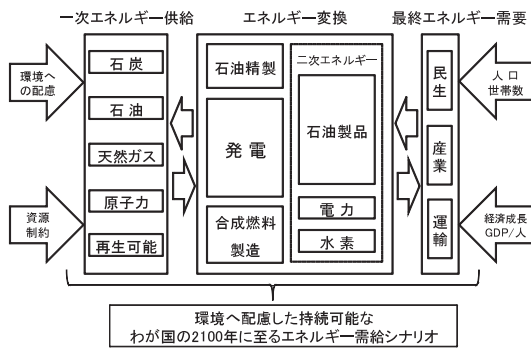 一次エネルギー供給
エネルギー変換
最終エネルギー需要
環境へ
の配慮
資源
制約
石炭
石油
天然ガス
原子力
再生可能
石油精製
発電
合成燃料
製造
二次エネルギー
石油製品
電力
水素
民生
産業
運輸
人口
世帯数
経済成長
GDP/人
環境へ配慮した持続可能な
わが国の2100年に至るエネルギー需給シナリオ